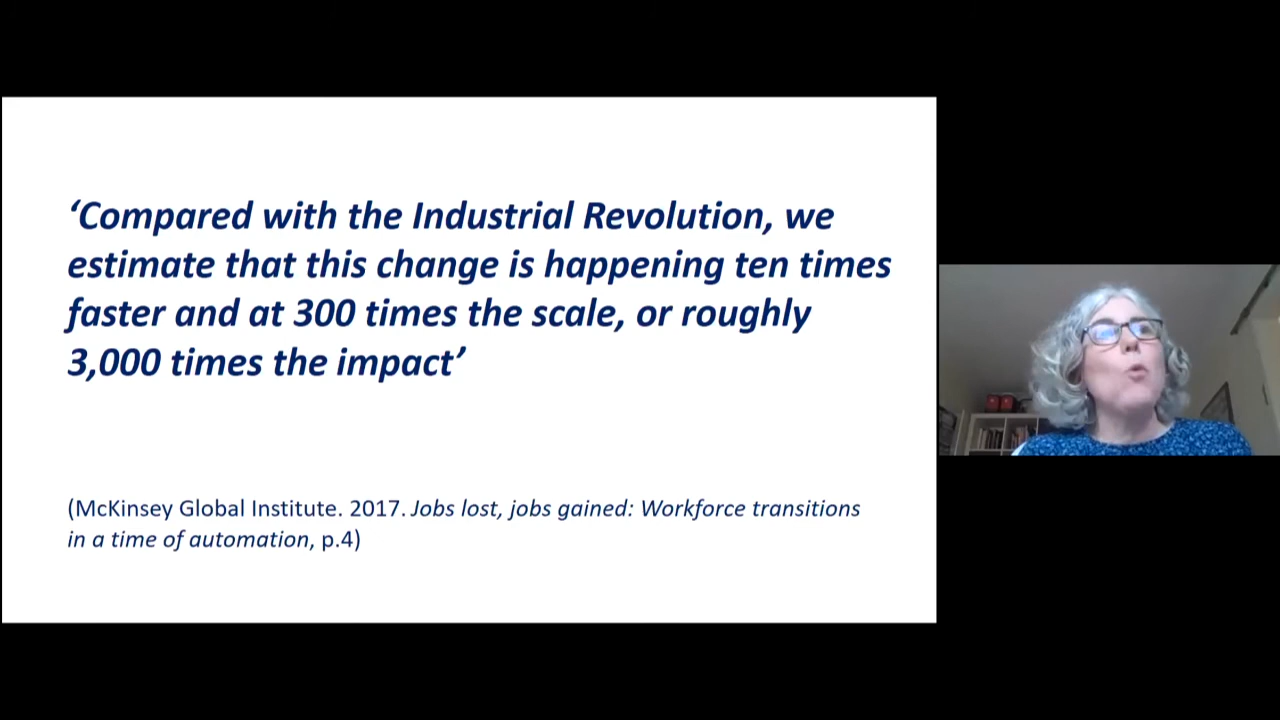 ‘Compared with the Industrial Revolution, we
estimate that this change is happening ten times
faster and at 300 times the scale, or roughly
3,000 times the impact’
(McKinsey Global Institute. 2017. Jobs lost, jobs gained: Workforce transitions
in a time of automation, p.4)